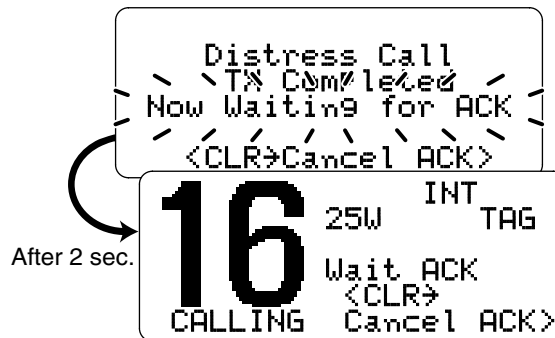 Distress Call
TX Completed
Now Waiting for ACK
<CLR→Cancel ACK>
After 2 sec.
16
INT
25W TAG
Wait ACK
<CLR→
CALLING Cancel ACK>